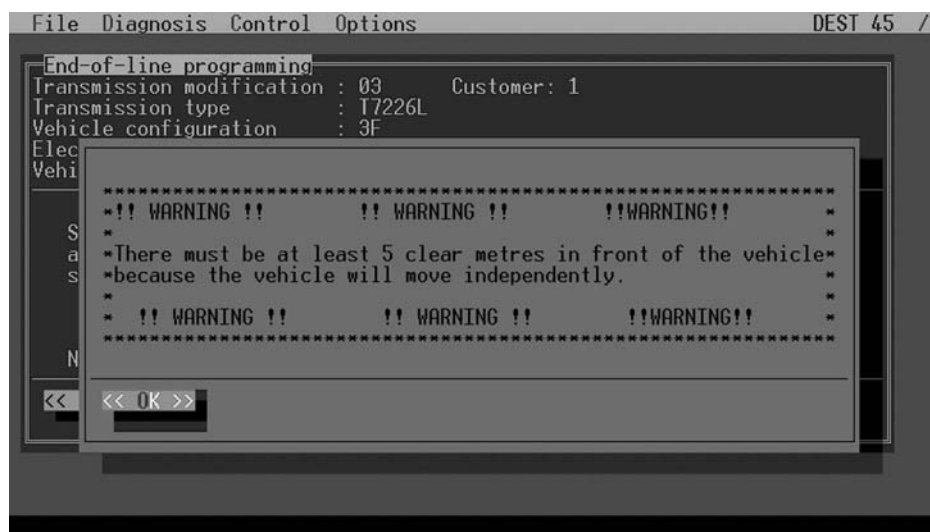 File Diagnosis Control Options DEST 45 /
End-of-line programming
Transmission modification : 03 Customer: 1
Transmission type : T7226L
Vehicle configuration : 3F
Elec
Vehi
*!! WARNING !! !! WARNING !! !!WARNING!! *
S
a *There must be at least 5 clear metres in front of the vehicle*
s *because the vehicle will move independently. *
* !! WARNING !! !! WARNING !! !!WARNING!! *
N
<< << OK >>